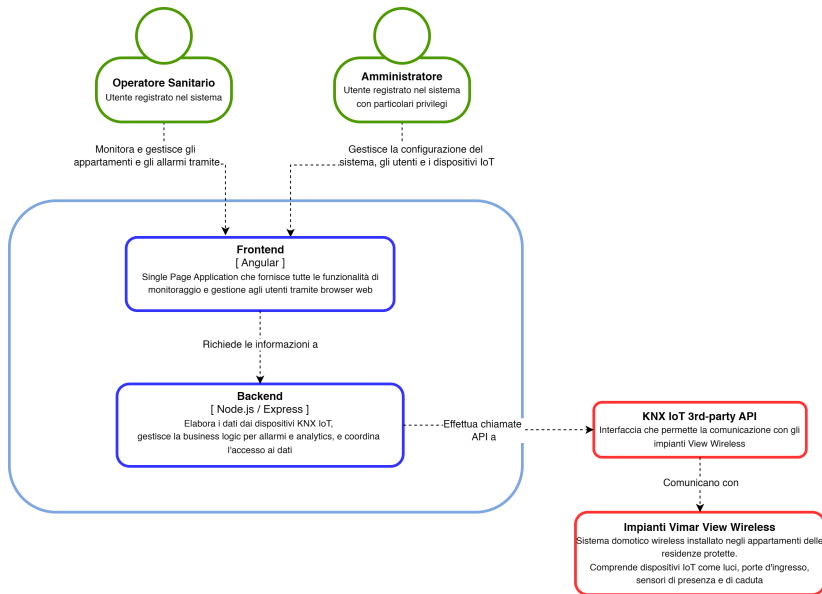 Operatore Sanitario
Utente registrato nel sistema
Amministratore
Utente registrato nel sistema
con particolari privilegi
Monitora e gestisce gli
appartamenti e gli allarmi tramite
Gestisce la configurazione del
sistema, gli utenti e i dispositivi IoT
Frontend
[ Angular ]
Single Page Application che fornisce tutte le funzionalità di
monitoraggio e gestione agli utenti tramite browser web
Richiede le informazioni a
Backend
[ Node.js / Express ]
Elabora i dati dai dispositivi KNX IoT,
gestisce la business logic per allarmi e analytics, e coordina
l'accesso ai dati
Effettua chiamate
API a
KNX IoT 3rd-party API
Interfaccia che permette la comunicazione con gli
impianti View Wireless
Comunicano con
Impianti Vimar View Wireless
Sistema domotico wireless installato negli appartamenti delle
residenze protette.
Comprende dispositivi IoT come luci, porte d'ingresso,
sensori di presenza e di caduta